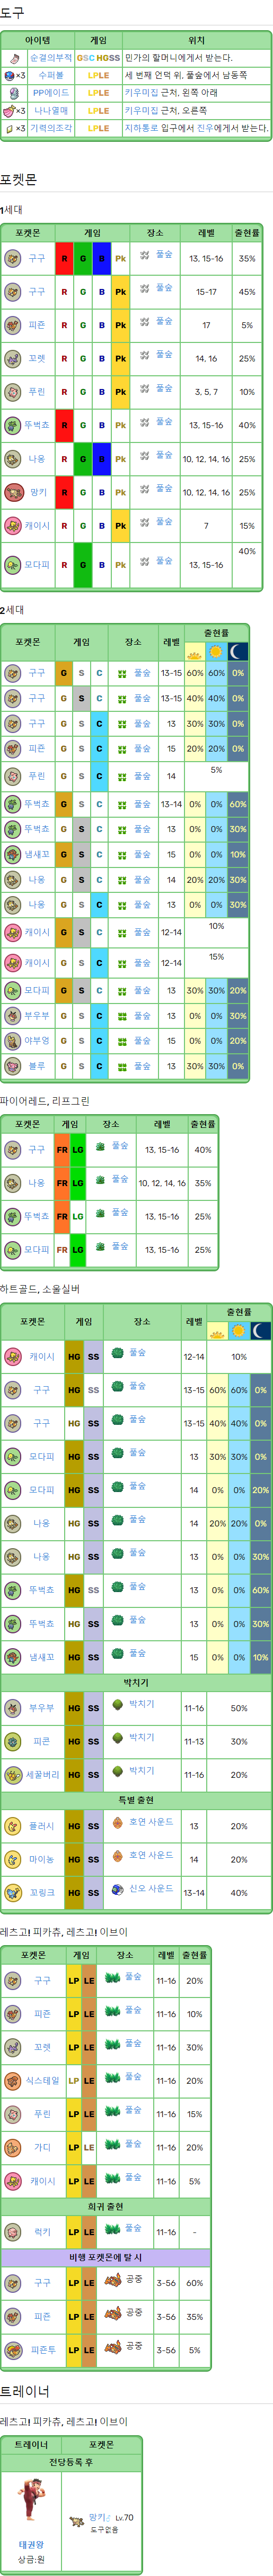 도구
아이템 게임 위치
순결의부적 GSC HGSS 민가의 할머니에게서 받는다.
×3 수퍼볼 LPLE 세 번째 언덕 위, 풀숲에서 남동쪽
PP에이드 LPLE 키우미집 근처, 왼쪽 아래
×3 나나열매 LPLE 키우미집 근처, 오른쪽
×3 기력의조각 LPLE 지하통로 입구에서 진우에게서 받는다.
포켓몬
1세대
포켓몬 게임 장소 레벨 출현률
구구 R G B Pk 풀숲 13, 15-16 35%
구구 R G B Pk 풀숲 15-17 45%
피죤 R G B Pk 풀숲 17 5%
꼬렛 R G B Pk 풀숲 14, 16 25%
푸린 R G B Pk 풀숲 3, 5, 7 10%
뚜벅쵸 R G B Pk 풀숲 13, 15-16 40%
나옹 R G B Pk 풀숲 10, 12, 14, 16 25%
망키 R G B Pk 풀숲 10, 12, 14, 16 25%
캐이시 R G B Pk 풀숲 7 15%
모다피 R G B Pk 풀숲 13, 15-16 40%
2세대
포켓몬 게임 장소 레벨 출현률
구구 G S C 풀숲 13-15 60% 60% 0%
구구 G S C 풀숲 13-15 40% 40% 0%
구구 G S C 풀숲 13 30% 30% 0%
피죤 G S C 풀숲 15 20% 20% 0%
푸린 G S C 풀숲 14 5%
뚜벅쵸 G S C 풀숲 13-14 0% 0% 60%
뚜벅쵸 G S C 풀숲 13 0% 0% 30%
냄새꼬 G S C 풀숲 15 0% 0% 10%
나옹 G S C 풀숲 14 20% 20% 30%
나옹 G S C 풀숲 13 0% 0% 30%
캐이시 G S C 풀숲 12-14 10%
캐이시 G S C 풀숲 12-14 15%
모다피 G S C 풀숲 13 30% 30% 20%
부우부 G S C 풀숲 13 0% 0% 30%
야부엉 G S C 풀숲 15 0% 0% 20%
블루 G S C 풀숲 13 30% 30% 0%
파이어레드, 리프그린
포켓몬 게임 장소 레벨 출현률
구구 FR LG 풀숲 13, 15-16 40%
나옹 FR LG 풀숲 10, 12, 14, 16 35%
뚜벅쵸 FR LG 풀숲 13, 15-16 25%
모다피 FR LG 풀숲 13, 15-16 25%
하트골드, 소울실버
포켓몬 게임 장소 레벨 출현률
캐이시 HG SS 풀숲 12-14 10%
구구 HG SS 풀숲 13-15 60% 60% 0%
구구 HG SS 풀숲 13-15 40% 40% 0%
모다피 HG SS 풀숲 13 30% 30% 0%
모다피 HG SS 풀숲 14 0% 0% 20%
나옹 HG SS 풀숲 14 20% 20% 0%
나옹 HG SS 풀숲 13 0% 0% 30%
뚜벅쵸 HG SS 풀숲 13 0% 0% 60%
뚜벅쵸 HG SS 풀숲 13 0% 0% 30%
냄새꼬 HG SS 풀숲 15 0% 0% 10%
박치기
부우부 HG SS 박치기 11-16 50%
피콘 HG SS 박치기 11-13 30%
세꿀버리 HG SS 박치기 11-16 20%
특별 출현
플러시 HG SS 호연 사운드 13 20%
마이농 HG SS 호연 사운드 14 20%
꼬링크 HG SS 신오 사운드 13-14 40%
레츠고! 피카츄, 레츠고! 이브이
포켓몬 게임 장소 레벨 출현률
구구 LP LE 풀숲 11-16 20%
피죤 LP LE 풀숲 11-16 10%
꼬렛 LP LE 풀숲 11-16 30%
식스테일 LP LE 풀숲 11-16 20%
푸린 LP LE 풀숲 11-16 15%
가디 LP LE 풀숲 11-16 20%
캐이시 LP LE 풀숲 11-16 5%
희귀 출현
럭키 LP LE 풀숲 11-16 -
비행 포켓몬에 탈 시
구구 LP LE 공중 3-56 60%
피죤 LP LE 공중 3-56 35%
피죤투 LP LE 공중 3-56 5%
트레이너
레츠고! 피카츄, 레츠고! 이브이
트레이너 포켓몬
전당등록 후
태권왕
상금:원
망키♂ Lv.70
도구없음